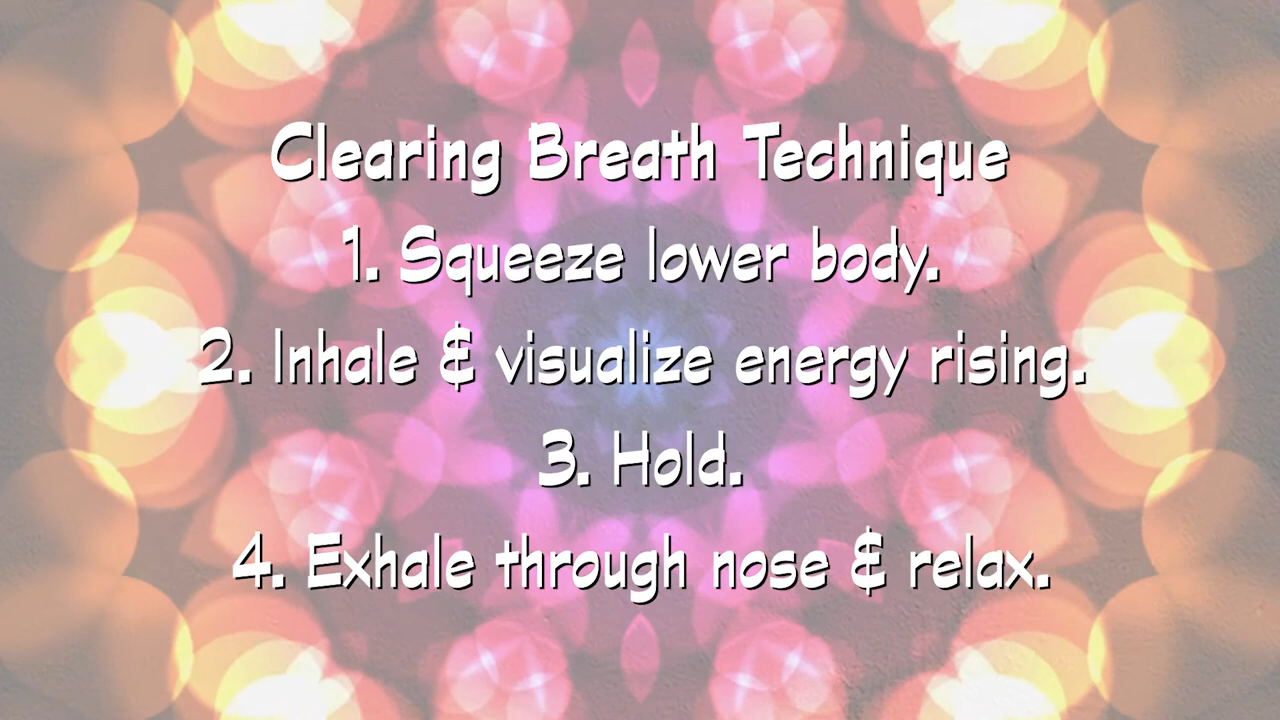 Clearing Breath Technique
1. Squeeze lower body.
2. Inhale & visualize energy rising.
3. Hold.
4. Exhale through nose & relax.